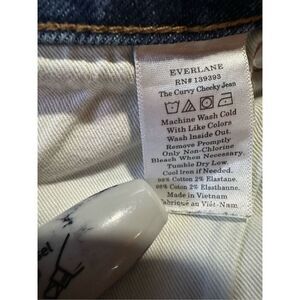 EVERLANE
RN# 139393
The Curvy Cheeky Jean
Machine Wash Cold
With Like Colors
Wash Inside Out.
Remove Promptly
Only Non-Chlorine
Bleach When Necessary.
Tumble Dry Low.
Cool Iron if Needed.
98% Cotton 2% Elastane.
98% Coton 2% Elasthanne.
Made in Vietnam
Fabriqué au Viêt-Nam